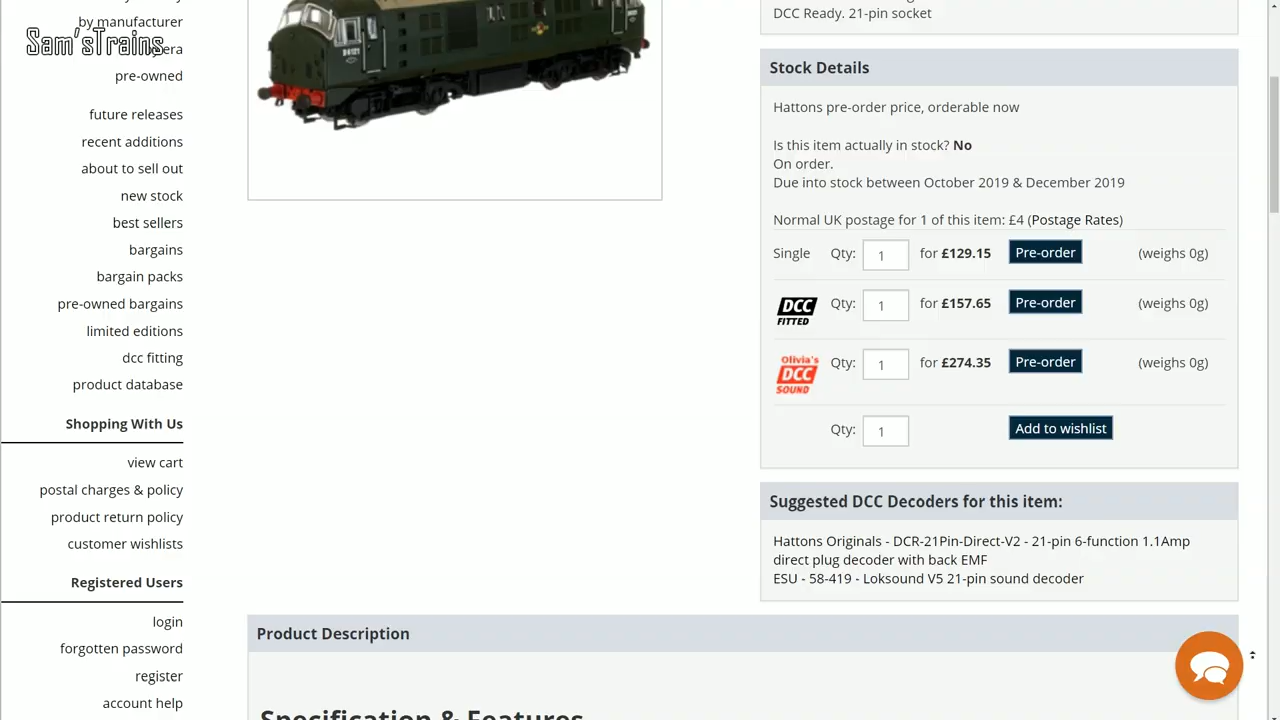 by manufacturer
Sam'sTrains
by era
pre-owned
future releases
recent additions
about to sell out
new stock
best sellers
bargains
bargain packs
pre-owned bargains
limited editions
dcc fitting
product database
Shopping With Us
view cart
postal charges & policy
product return policy
customer wishlists
Registered Users
login
forgotten password
register
account help
DCC Ready. 21-pin socket
Stock Details
Hattons pre-order price, orderable now
Is this item actually in stock? No
On order.
Due into stock between October 2019 & December 2019
Normal UK postage for 1 of this item: £4 (Postage Rates)
Single Qty: 1 for £129.15 Pre-order (weighs 0g)
DCC FITTED Qty: 1 for £157.65 Pre-order (weighs 0g)
Olivia's DCC SOUND Qty: 1 for £274.35 Pre-order (weighs 0g)
Qty: 1 Add to wishlist
Suggested DCC Decoders for this item:
Hattons Originals - DCR-21Pin-Direct-V2 - 21-pin 6-function 1.1Amp
direct plug decoder with back EMF
ESU - 58-419 - Loksound V5 21-pin sound decoder
Product Description
Specification & Features